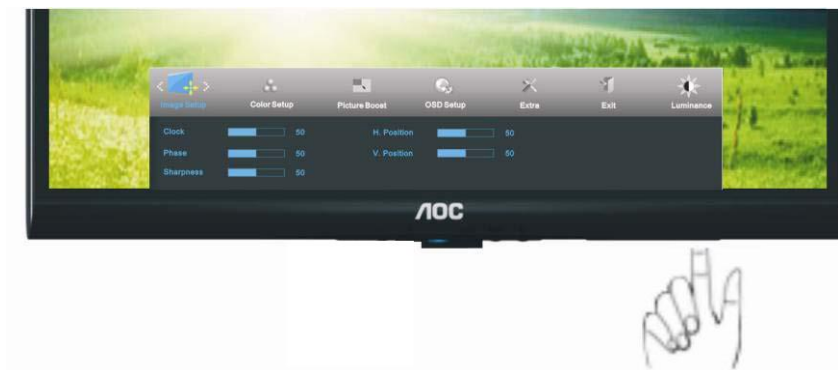 Image Setup Color Setup Picture Boost OSD Setup Extra Exit Luminance
Clock 50 H. Position 50
Phase 50 V. Position 50
Sharpness 50
AOC